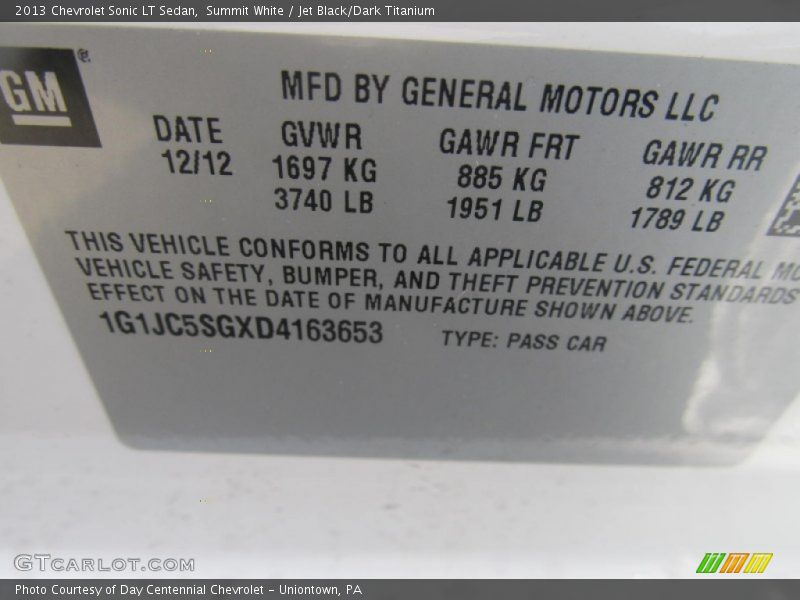 2013 Chevrolet Sonic LT Sedan, Summit White / Jet Black/Dark Titanium
GM ®
MFD BY GENERAL MOTORS LLC
DATE GVWR GAWR FRT GAWR RR
12/12 1697 KG 885 KG 812 KG
3740 LB 1951 LB 1789 LB
THIS VEHICLE CONFORMS TO ALL APPLICABLE U.S. FEDERAL MO
VEHICLE SAFETY, BUMPER, AND THEFT PREVENTION STANDARDS
EFFECT ON THE DATE OF MANUFACTURE SHOWN ABOVE.
1G1JC5SGXD4163653 TYPE: PASS CAR
GTCARLOT.COM
Photo Courtesy of Day Centennial Chevrolet - Uniontown, PA